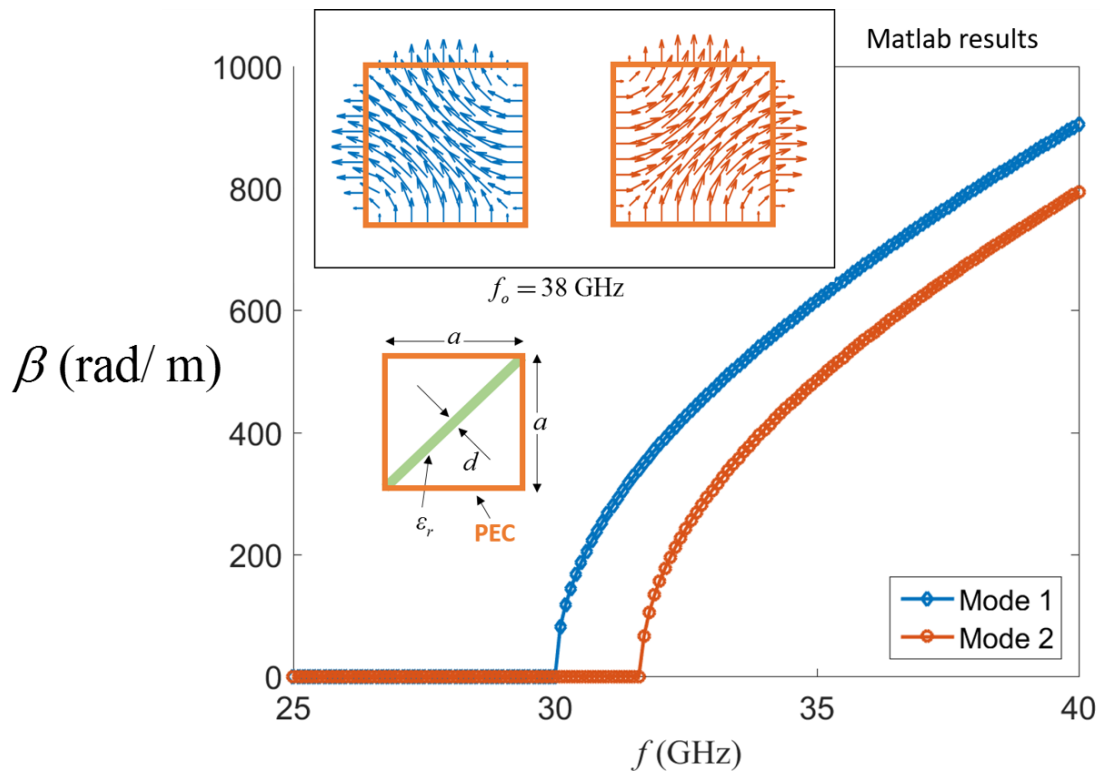 Matlab results
1000
800
600
400
200
0
β (rad/ m)
f_o = 38 GHz
a
a
d
ε_r
PEC
Mode 1
Mode 2
25
30
35
40
f (GHz)